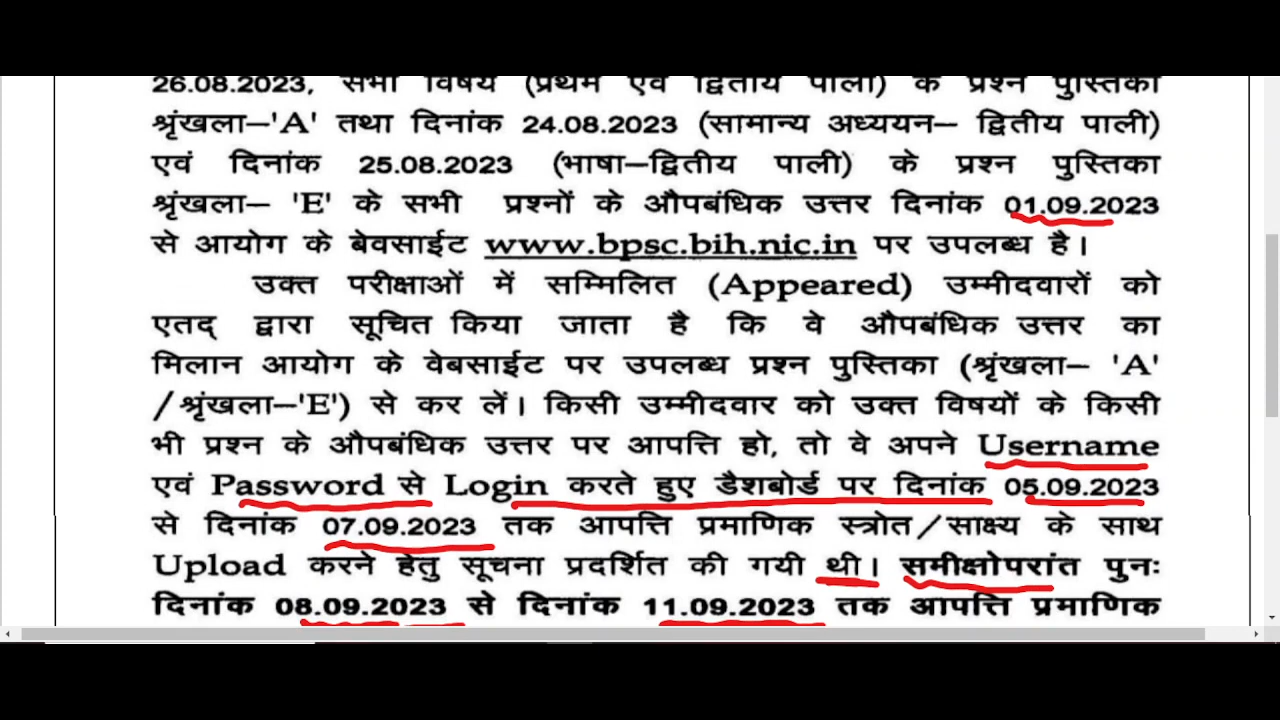 26.08.2023, सभी विषय (प्रथम एवं द्वितीय पाली) के प्रश्न पुस्तिका
श्रृंखला–'A' तथा दिनांक 24.08.2023 (सामान्य अध्ययन– द्वितीय पाली)
एवं दिनांक 25.08.2023 (भाषा–द्वितीय पाली) के प्रश्न पुस्तिका
श्रृंखला– 'E' के सभी प्रश्नों के औपबंधिक उत्तर दिनांक 01.09.2023
से आयोग के बेवसाईट www.bpsc.bih.nic.in पर उपलब्ध है।
उक्त परीक्षाओं में सम्मिलित (Appeared) उम्मीदवारों को
एतद् द्वारा सूचित किया जाता है कि वे औपबंधिक उत्तर का
मिलान आयोग के वेबसाईट पर उपलब्ध प्रश्न पुस्तिका (श्रृंखला– 'A'
/श्रृंखला–'E') से कर लें। किसी उम्मीदवार को उक्त विषयों के किसी
भी प्रश्न के औपबंधिक उत्तर पर आपत्ति हो, तो वे अपने Username
एवं Password से Login करते हुए डैशबोर्ड पर दिनांक 05.09.2023
से दिनांक 07.09.2023 तक आपत्ति प्रमाणिक स्त्रोत/साक्ष्य के साथ
Upload करने हेतु सूचना प्रदर्शित की गयी थी। समीक्षोपरांत पुनः
दिनांक 08.09.2023 से दिनांक 11.09.2023 तक आपत्ति प्रमाणिक